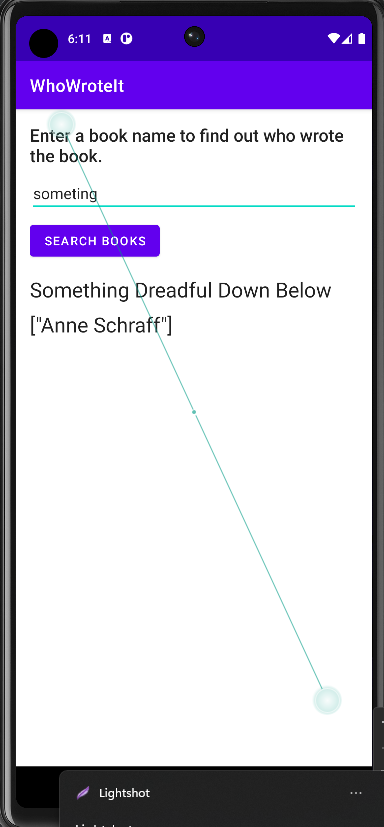 6:11
WhoWroteIt
Enter a book name to find out who wrote
the book.
someting
SEARCH BOOKS
Something Dreadful Down Below
["Anne Schraff"]
Lightshot